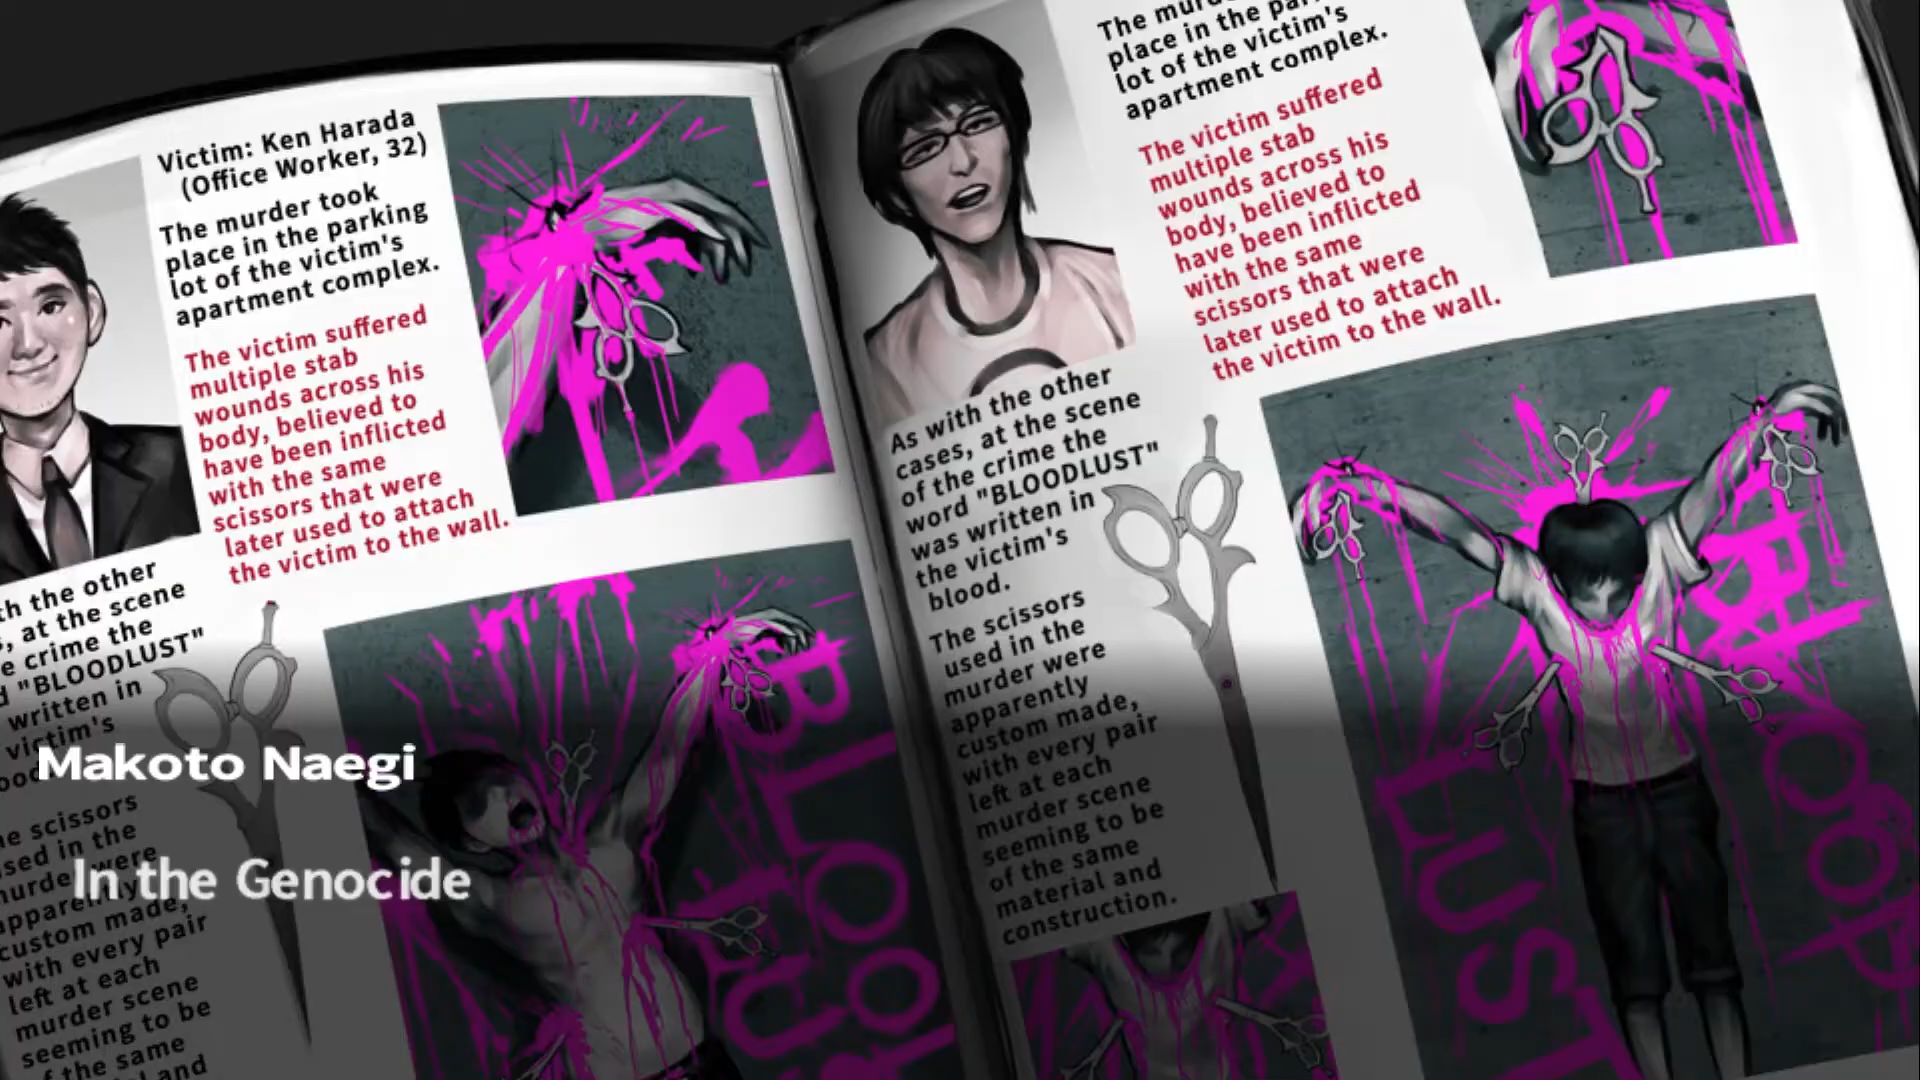 Victim: Ken Harada
(Office Worker, 32)
The murder took
place in the parking
lot of the victim's
apartment complex.
The victim suffered
multiple stab
wounds across his
body, believed to
have been inflicted
with the same
scissors that were
later used to attach
the victim to the wall.
the other
at the scene
crime the
"BLOODLUST"
written in
victim's
scissors
in the
were
apparently
custom made,
with every pair
left at each
murder scene
seeming to be
the same
and
BLOOD
LUS
The
place in the
lot of the victim's
apartment complex.
The victim suffered
multiple stab
wounds across his
body, believed to
have been inflicted
with the same
scissors that were
later used to attach
the victim to the wall.
As with the other
cases, at the scene
of the crime the
word "BLOODLUST"
was written in
the victim's
blood.
The scissors
used in the
murder were
apparently
custom made,
with every pair
left at each
murder scene
seeming to be
of the same
material and
construction.
BLOOD
LUST
Makoto Naegi
In the Genocide